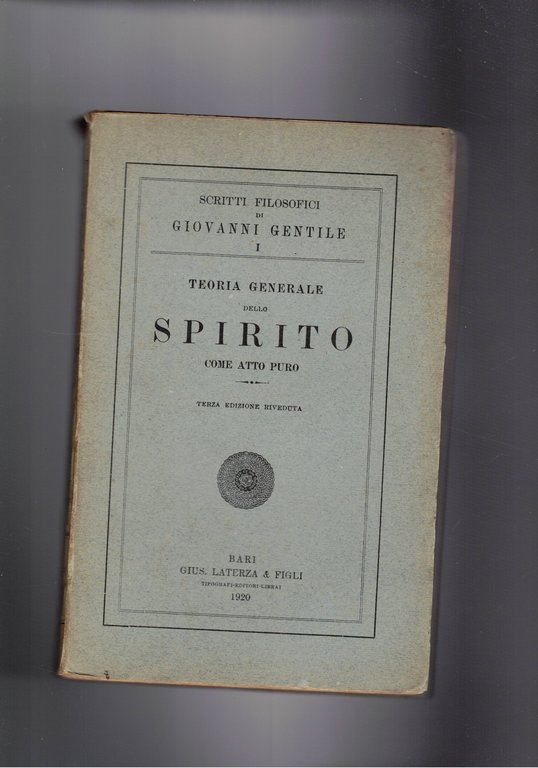 SCRITTI FILOSOFICI
DI
GIOVANNI GENTILE
I
TEORIA GENERALE
DELLO
SPIRITO
COME ATTO PURO
TERZA EDIZIONE RIVEDUTA
BARI
GIUS. LATERZA & FIGLI
TIPOGRAFI-EDITORI-LIBRAI
1920